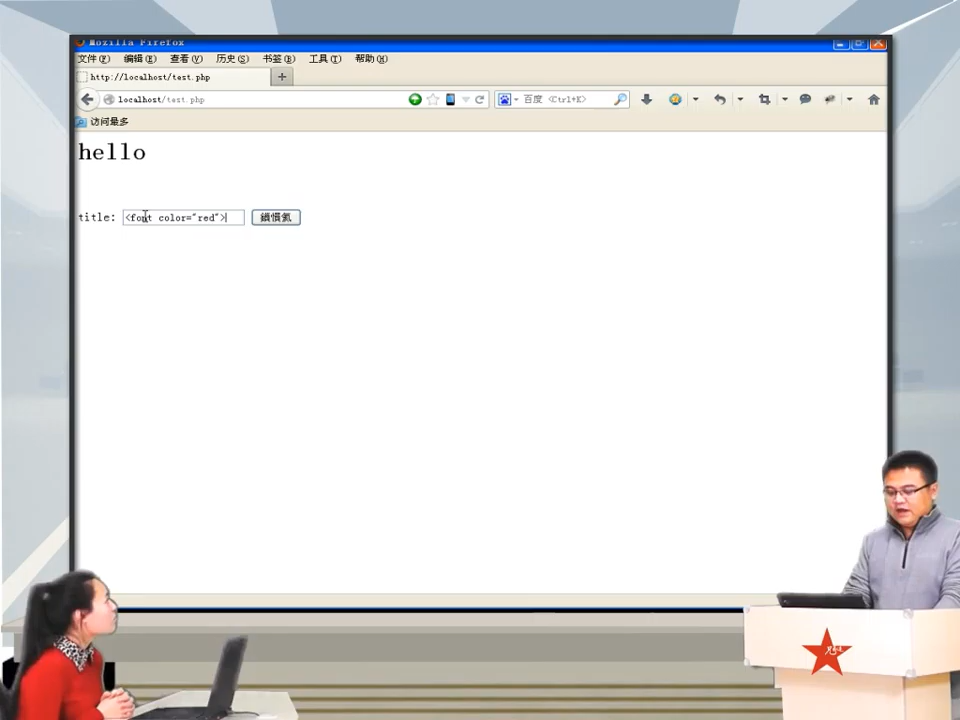 Mozilla Firefox
文件(F) 编辑(E) 查看(V) 历史(S) 书签(B) 工具(T) 帮助(H)
http://localhost/test.php +
localhost/test.php 百度 <Ctrl+K>
访问最多
hello
title: <font color="red">